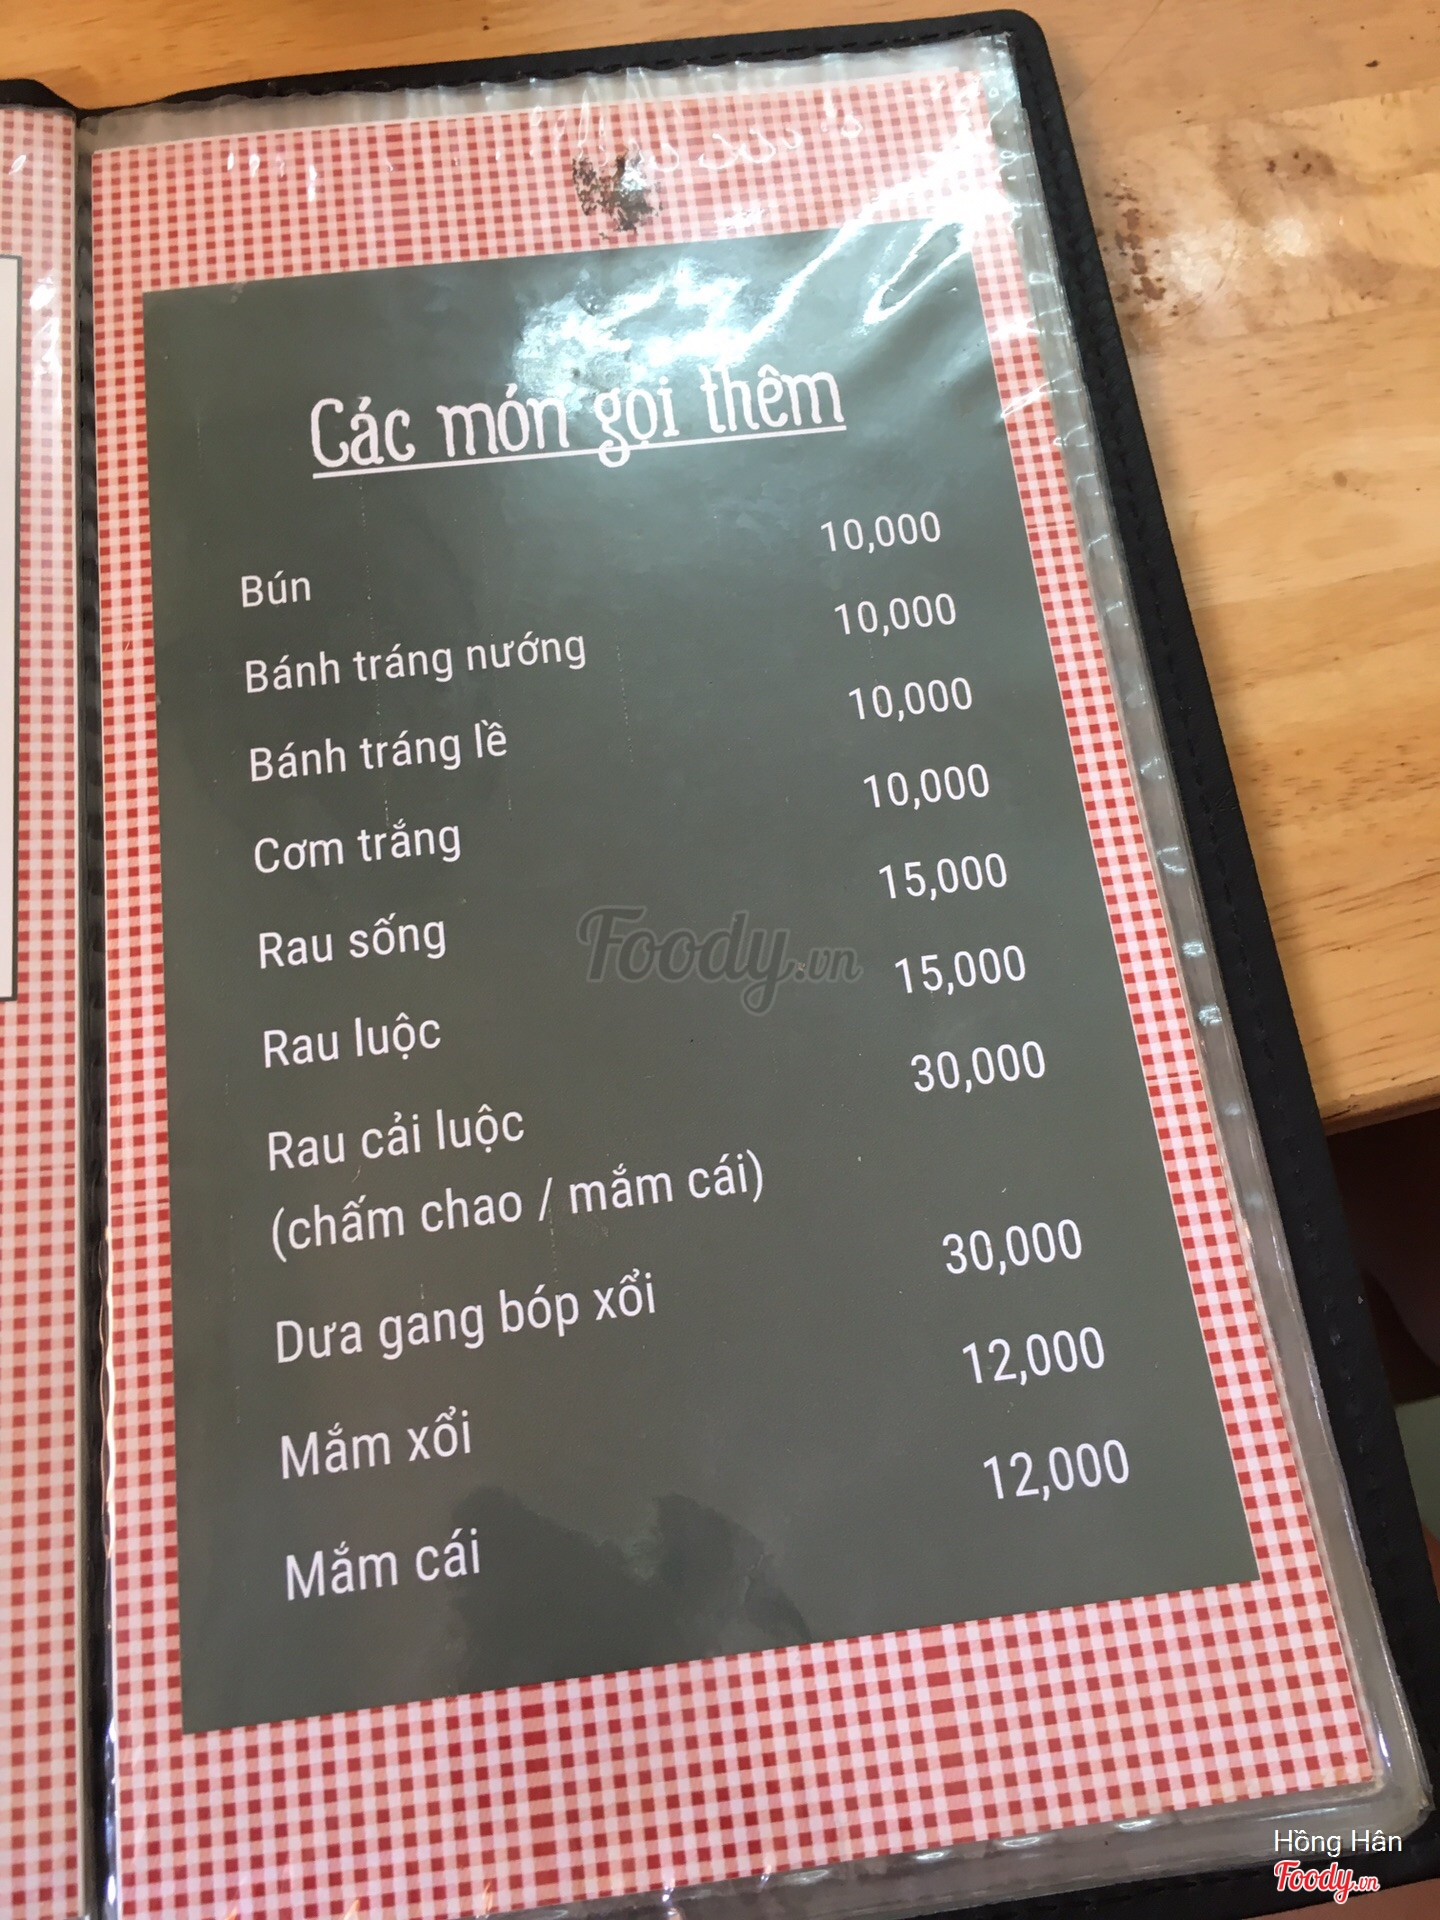 Các món gọi thêm
Bún 10,000
Bánh tráng nướng 10,000
Bánh tráng lề 10,000
Cơm trắng 10,000
Rau sống 15,000
Rau luộc 15,000
Rau cải luộc 30,000
(chấm chao / mắm cái)
Dưa gang bóp xổi 30,000
Mắm xổi 12,000
Mắm cái 12,000
Foody.vn
Hồng Hân
Foody.vn